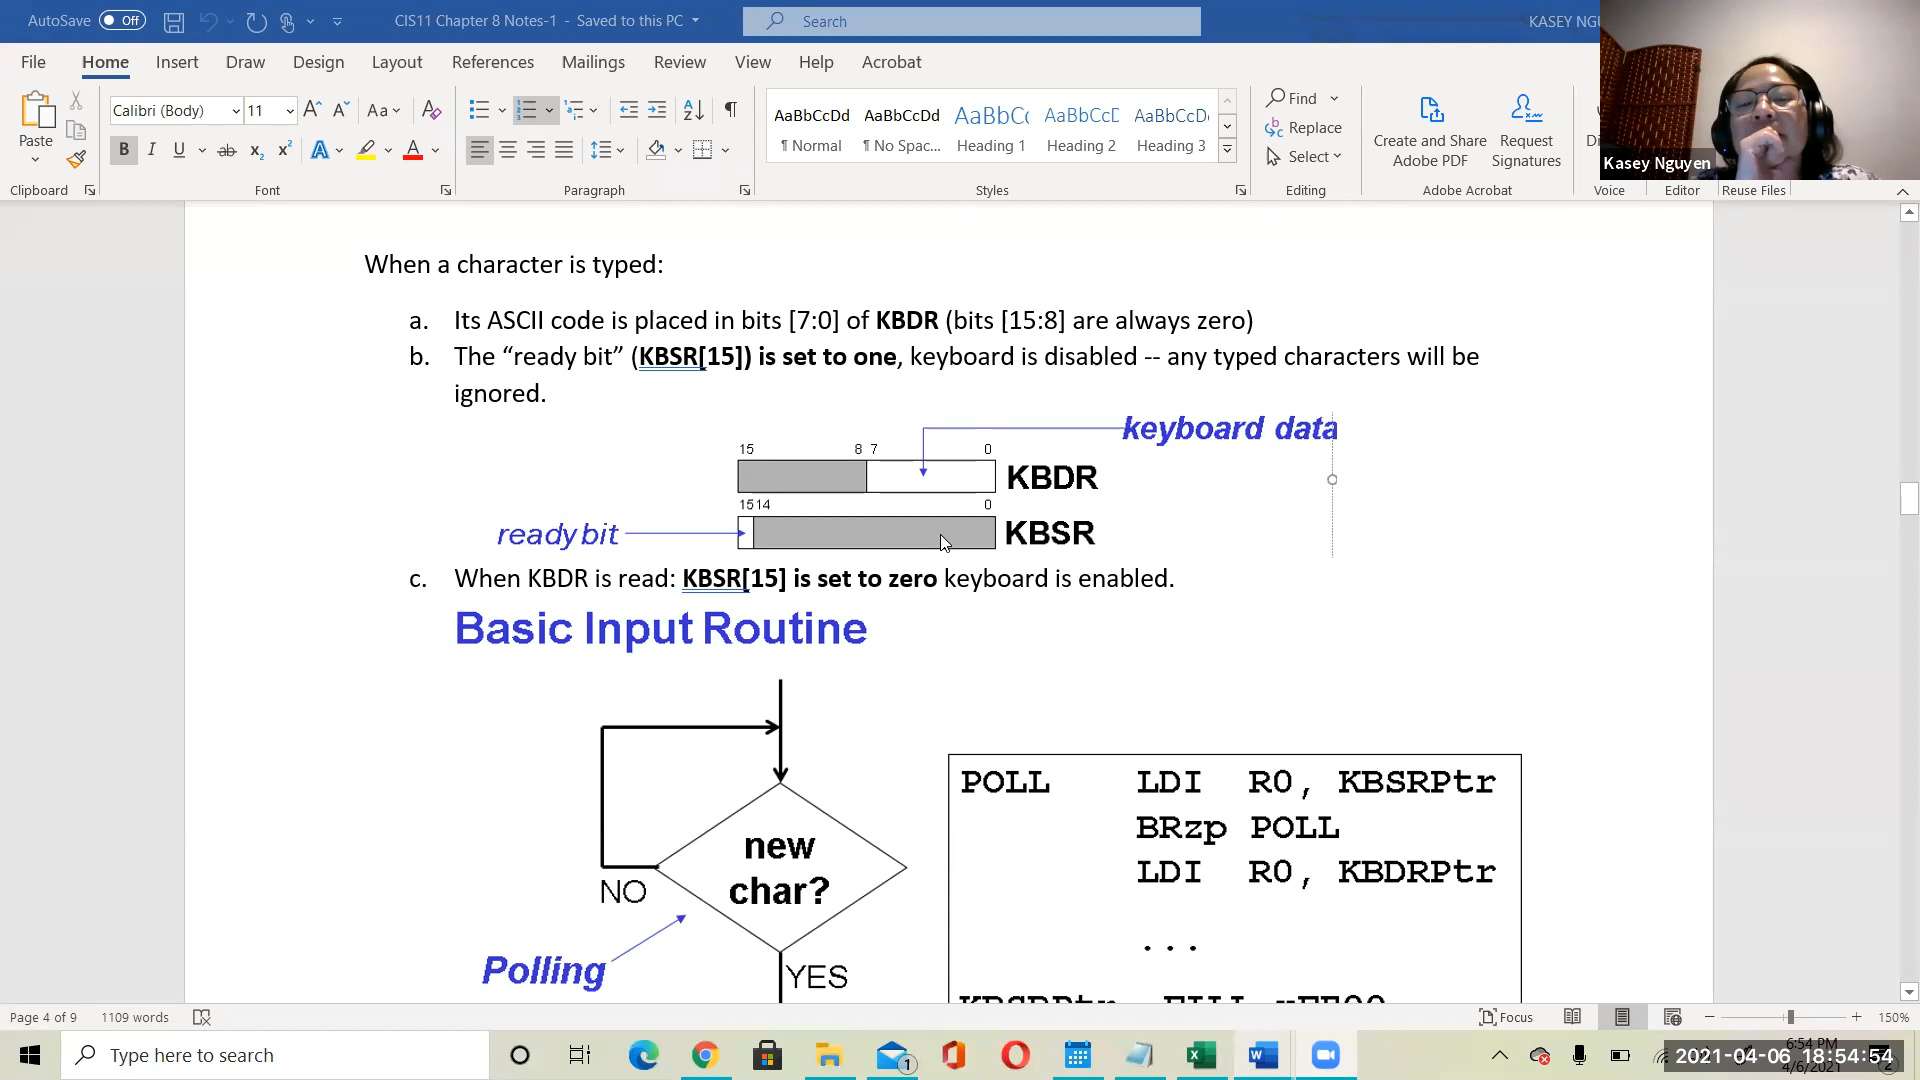 AutoSave Off CIS11 Chapter 8 Notes-1 - Saved to this PC Search KASEY
File Home Insert Draw Design Layout References Mailings Review View Help Acrobat
Calibri (Body) 11 Aa
AaBbCcDd AaBbCcDd AaBbC AaBbCcD AaBbCcD
Find
Replace
Select
Paste
¶ Normal ¶ No Spac... Heading 1 Heading 2 Heading 3
Create and Share Adobe PDF
Request Signatures
Kasey Nguyen
Clipboard Font Paragraph Styles Editing Adobe Acrobat Voice Editor Reuse Files
When a character is typed:
a. Its ASCII code is placed in bits [7:0] of KBDR (bits [15:8] are always zero)
b. The “ready bit” (KBSR[15]) is set to one, keyboard is disabled -- any typed characters will be
ignored.
keyboard data
15 8 7 0
KBDR
15 14 0
ready bit KBSR
c. When KBDR is read: KBSR[15] is set to zero keyboard is enabled.
Basic Input Routine
POLL LDI R0, KBSRPtr
BRzp POLL
LDI R0, KBDRPtr
...
new
char?
NO
Polling
YES
Page 4 of 9 1109 words Focus 150%
Type here to search
1
2021-04-06 18:54:54